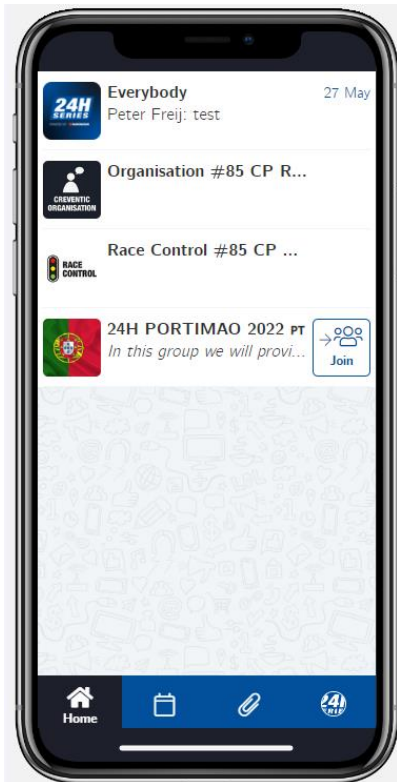 24H
SERIES
Everybody
27 May
Peter Freij: test
CREVENTIC
ORGANISATION
Organisation #85 CP R...
RACE
CONTROL
Race Control #85 CP ...
24H PORTIMAO 2022 PT
In this group we will provi...
Join
Home
24